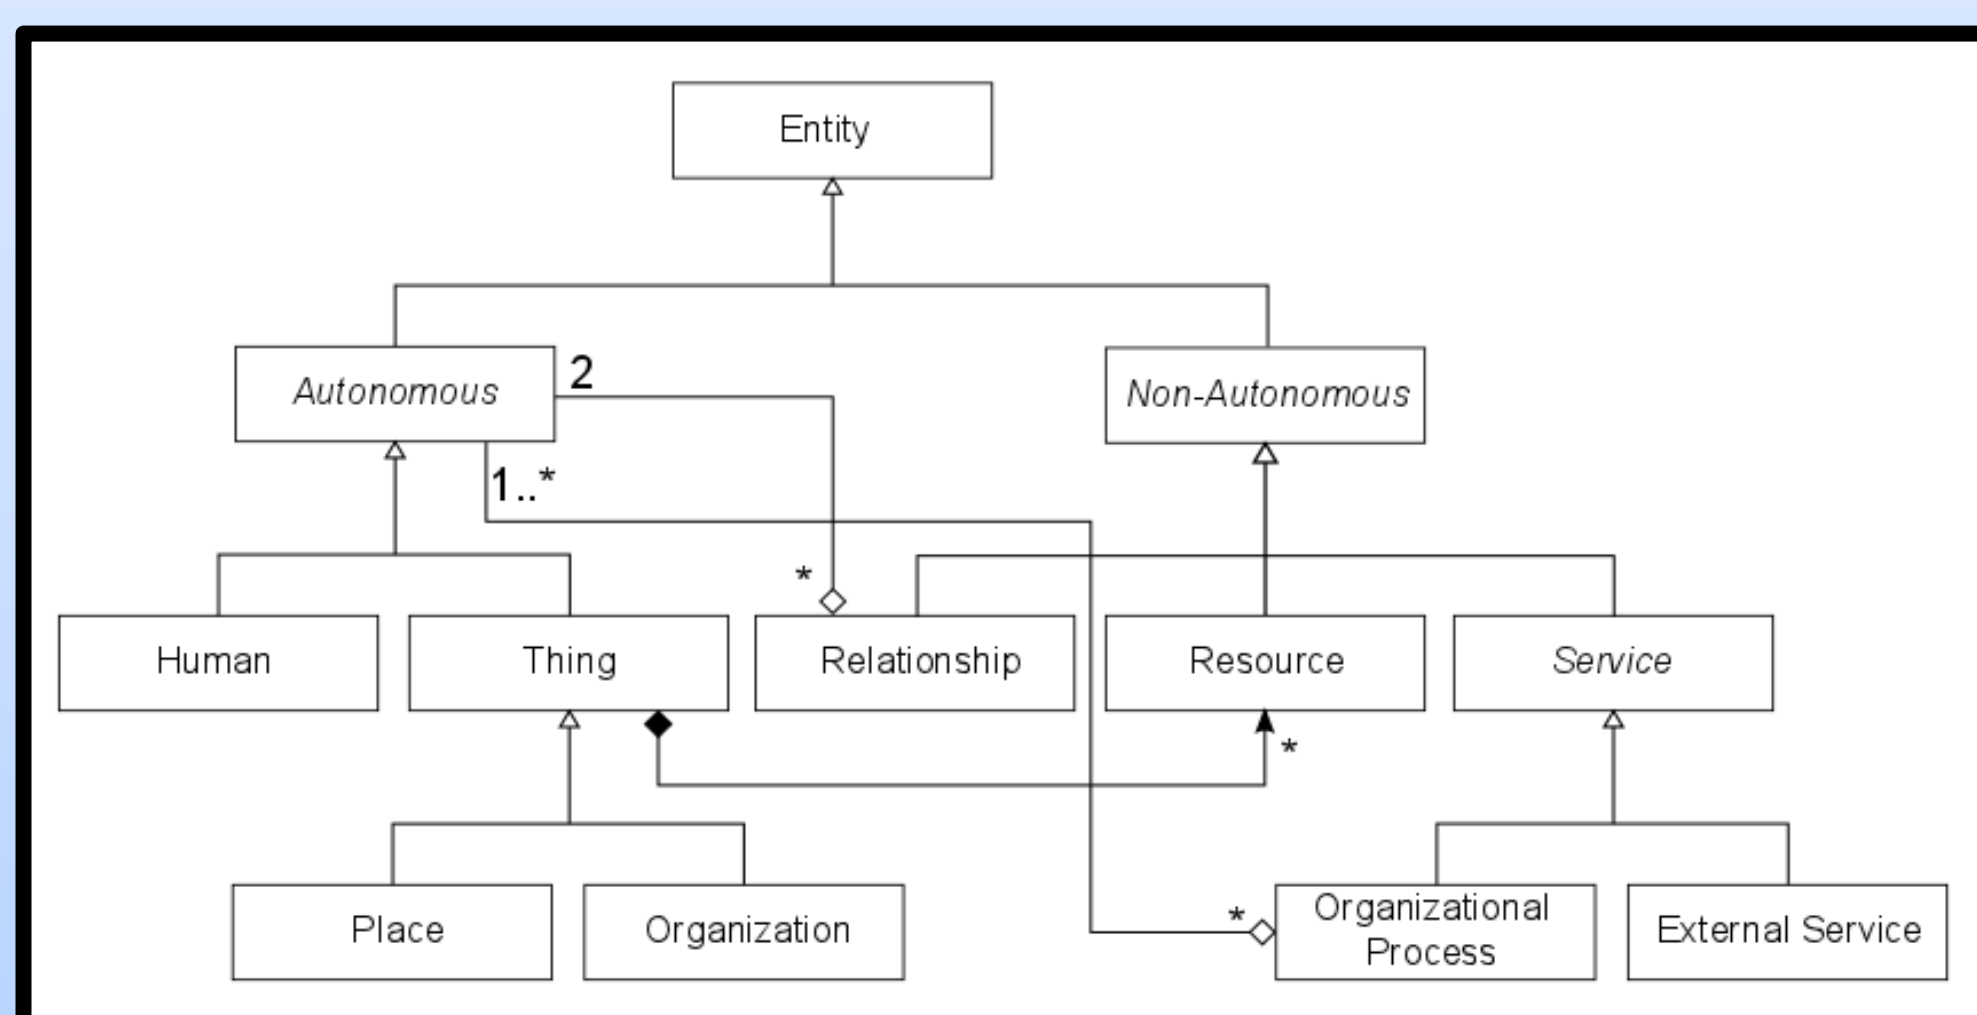 Entity
Autonomous
2
Non-Autonomous
1..*
*
Human
Thing
Relationship
Resource
Service
*
Place
Organization
*
Organizational
Process
External Service